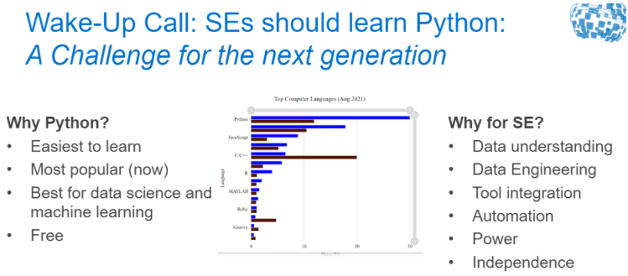 Wake-Up Call: SEs should learn Python:
A Challenge for the next generation
Why Python?
• Easiest to learn
• Most popular (now)
• Best for data science and
machine learning
• Free
Top Computer Languages (Aug 2021)
Language
Python
JavaScript
C/C++
R
MATLAB
Ruby
Groovy
0
10
20
30
Why for SE?
• Data understanding
• Data Engineering
• Tool integration
• Automation
• Power
• Independence